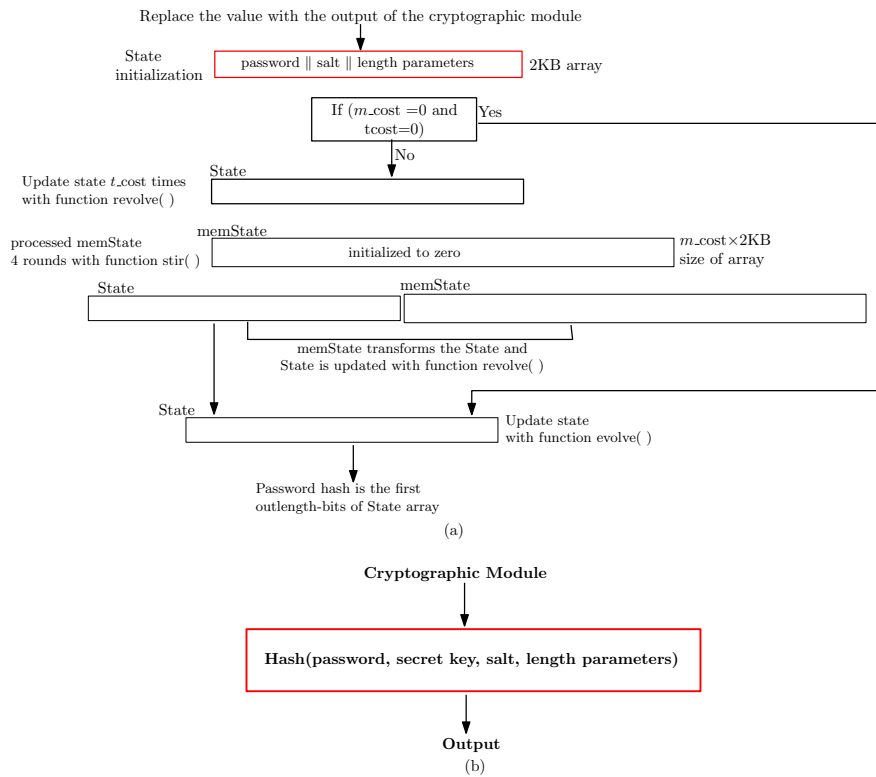 Replace the value with the output of the cryptographic module
State
initialization
password ∥ salt ∥ length parameters
2KB array
If (m_cost =0 and
tcost=0)
Yes
No
State
Update state t_cost times
with function revolve( )
memState
processed memState
4 rounds with function stir( )
initialized to zero
m_cost×2KB
size of array
State
memState
memState transforms the State and
State is updated with function revolve( )
State
Update state
with function evolve( )
Password hash is the first
outlength-bits of State array
(a)
Cryptographic Module
Hash(password, secret key, salt, length parameters)
Output
(b)